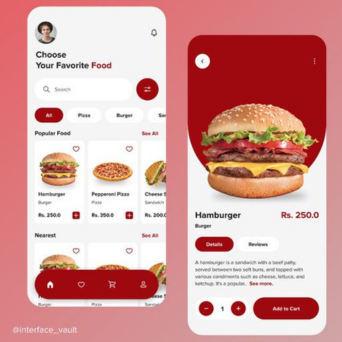 Choose
Your Favorite Food
Search
All
Pizza
Burger
Popular Food
See All
Hamburger
Burger
Rs. 250.0
Pepperoni Pizza
Pizza
Rs. 350.0
Cheese
Rs. 200
Nearest
See All
Hamburger
Rs. 250.0
Burger
Details
Reviews
A hamburger is a sandwich with a beef patty,
served between two soft buns, and topped with
various condiments such as cheese, lettuce, and
ketchup. It's a popular. See more.
1
Add to Cart
@interface_vault